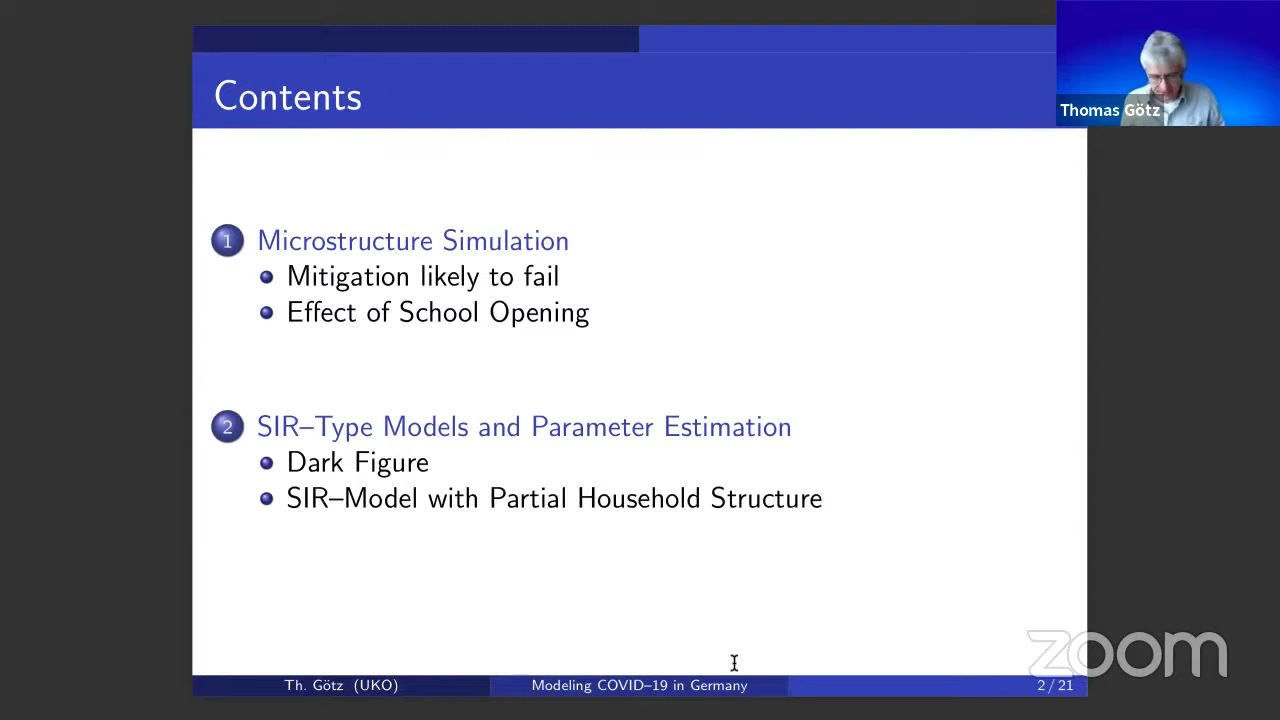 Contents
Thomas Götz
1 Microstructure Simulation
Mitigation likely to fail
Effect of School Opening
2 SIR–Type Models and Parameter Estimation
Dark Figure
SIR–Model with Partial Household Structure
zoom
Th. Götz (UKO) Modeling COVID–19 in Germany 2 / 21